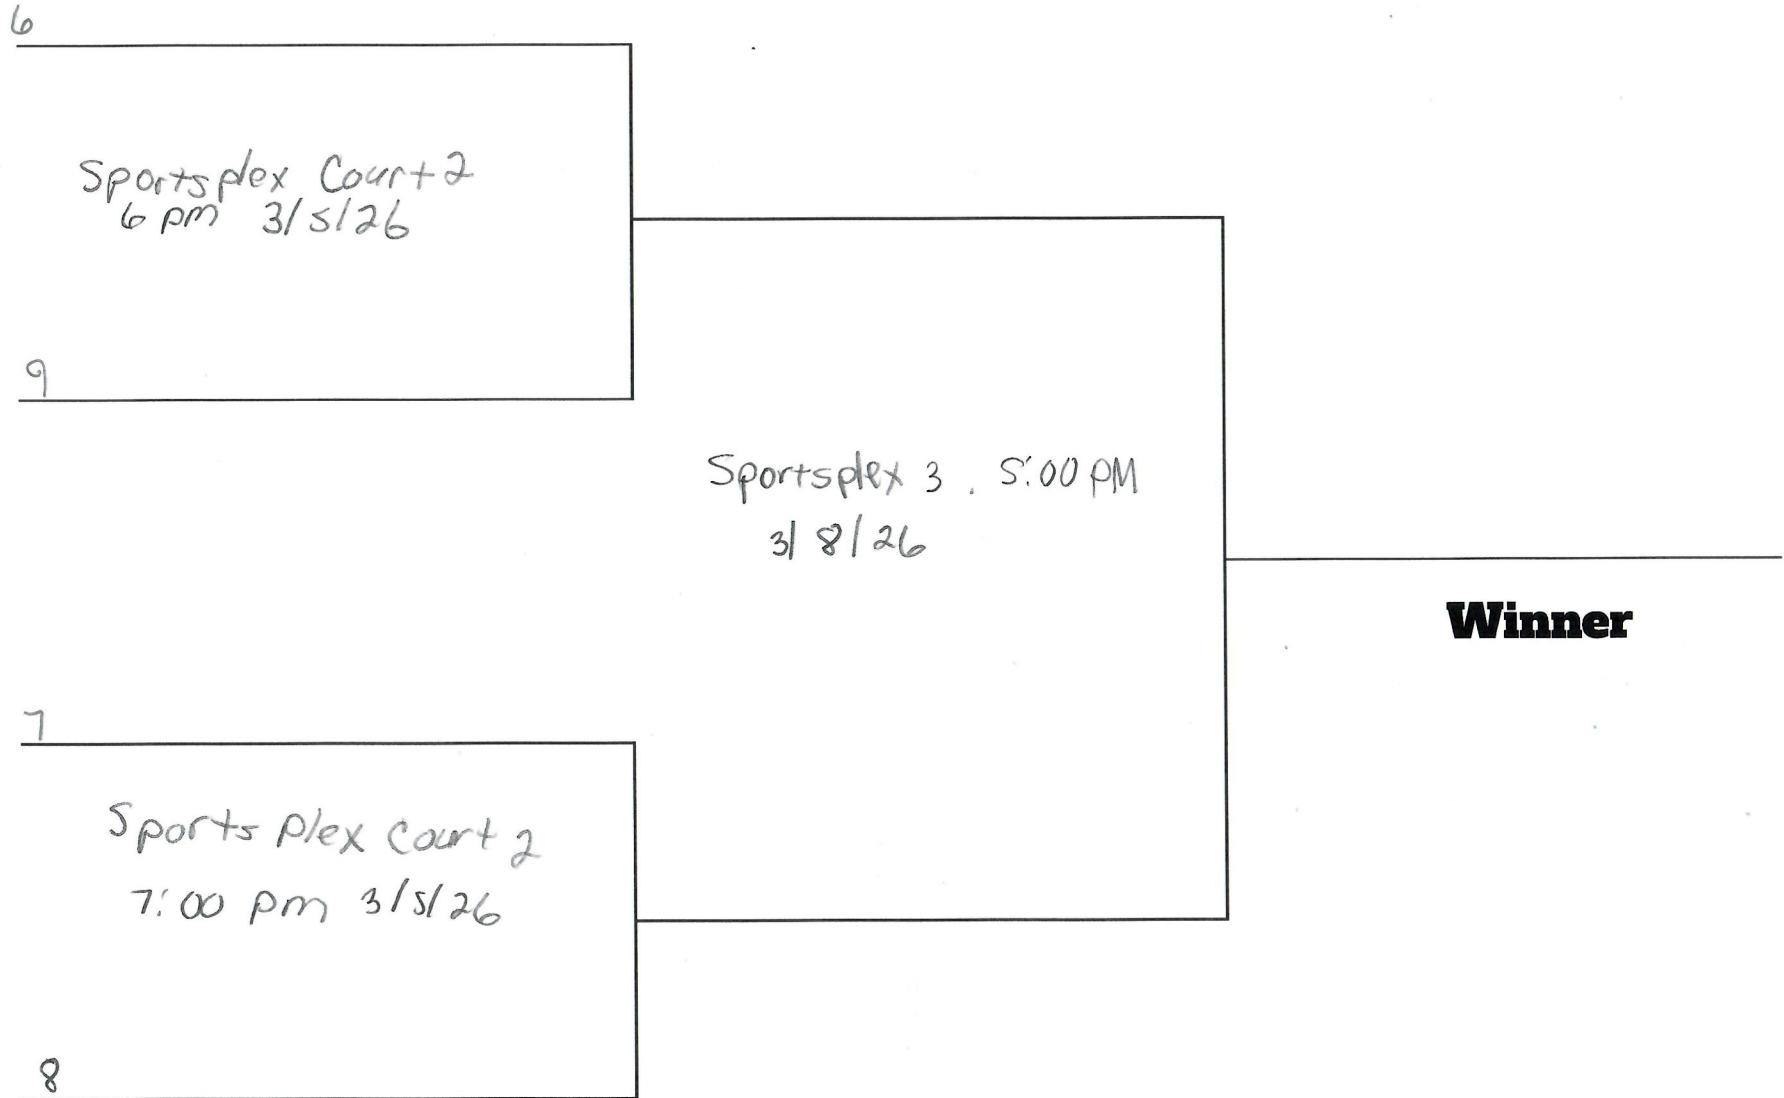 6
Sportsplex Court 2
6 pm 3/5/26
9
Sportsplex 3. 5:00 PM
3/8/26
Winner
7
Sports Plex Court 2
7:00 pm 3/5/26
8